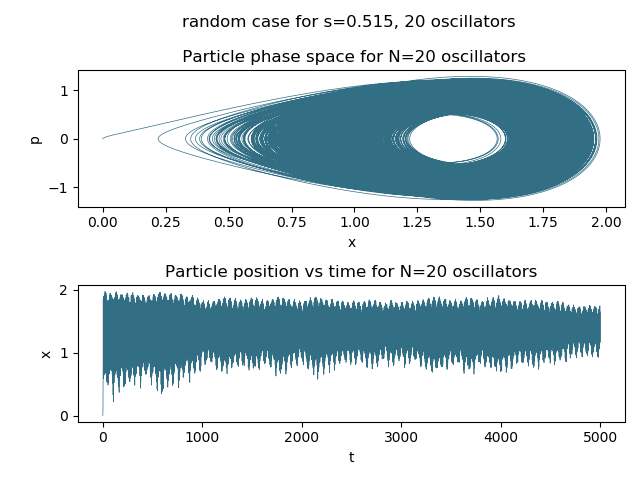 random case for s=0.515, 20 oscillators
Particle phase space for N=20 oscillators
1
0
−1
p
0.00 0.25 0.50 0.75 1.00 1.25 1.50 1.75 2.00
x
Particle position vs time for N=20 oscillators
2
1
0
x
0 1000 2000 3000 4000 5000
t